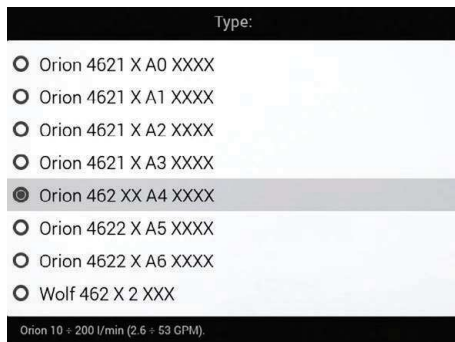 Type:
Orion 4621 X A0 XXXX
Orion 4621 X A1 XXXX
Orion 4621 X A2 XXXX
Orion 4621 X A3 XXXX
Orion 462 XX A4 XXXX
Orion 4622 X A5 XXXX
Orion 4622 X A6 XXXX
Wolf 462 X 2 XXX
Orion 10 ÷ 200 l/min (2.6 ÷ 53 GPM).